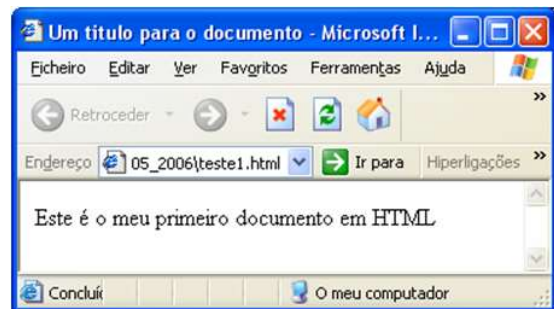 Um titulo para o documento - Microsoft I...
Ficheiro Editar Ver Favoritos Ferramentas Ajuda
Retroceder »
Endereço 05_2006\teste1.html Ir para Hiperligações »
Este é o meu primeiro documento em HTML
Concluíd O meu computador